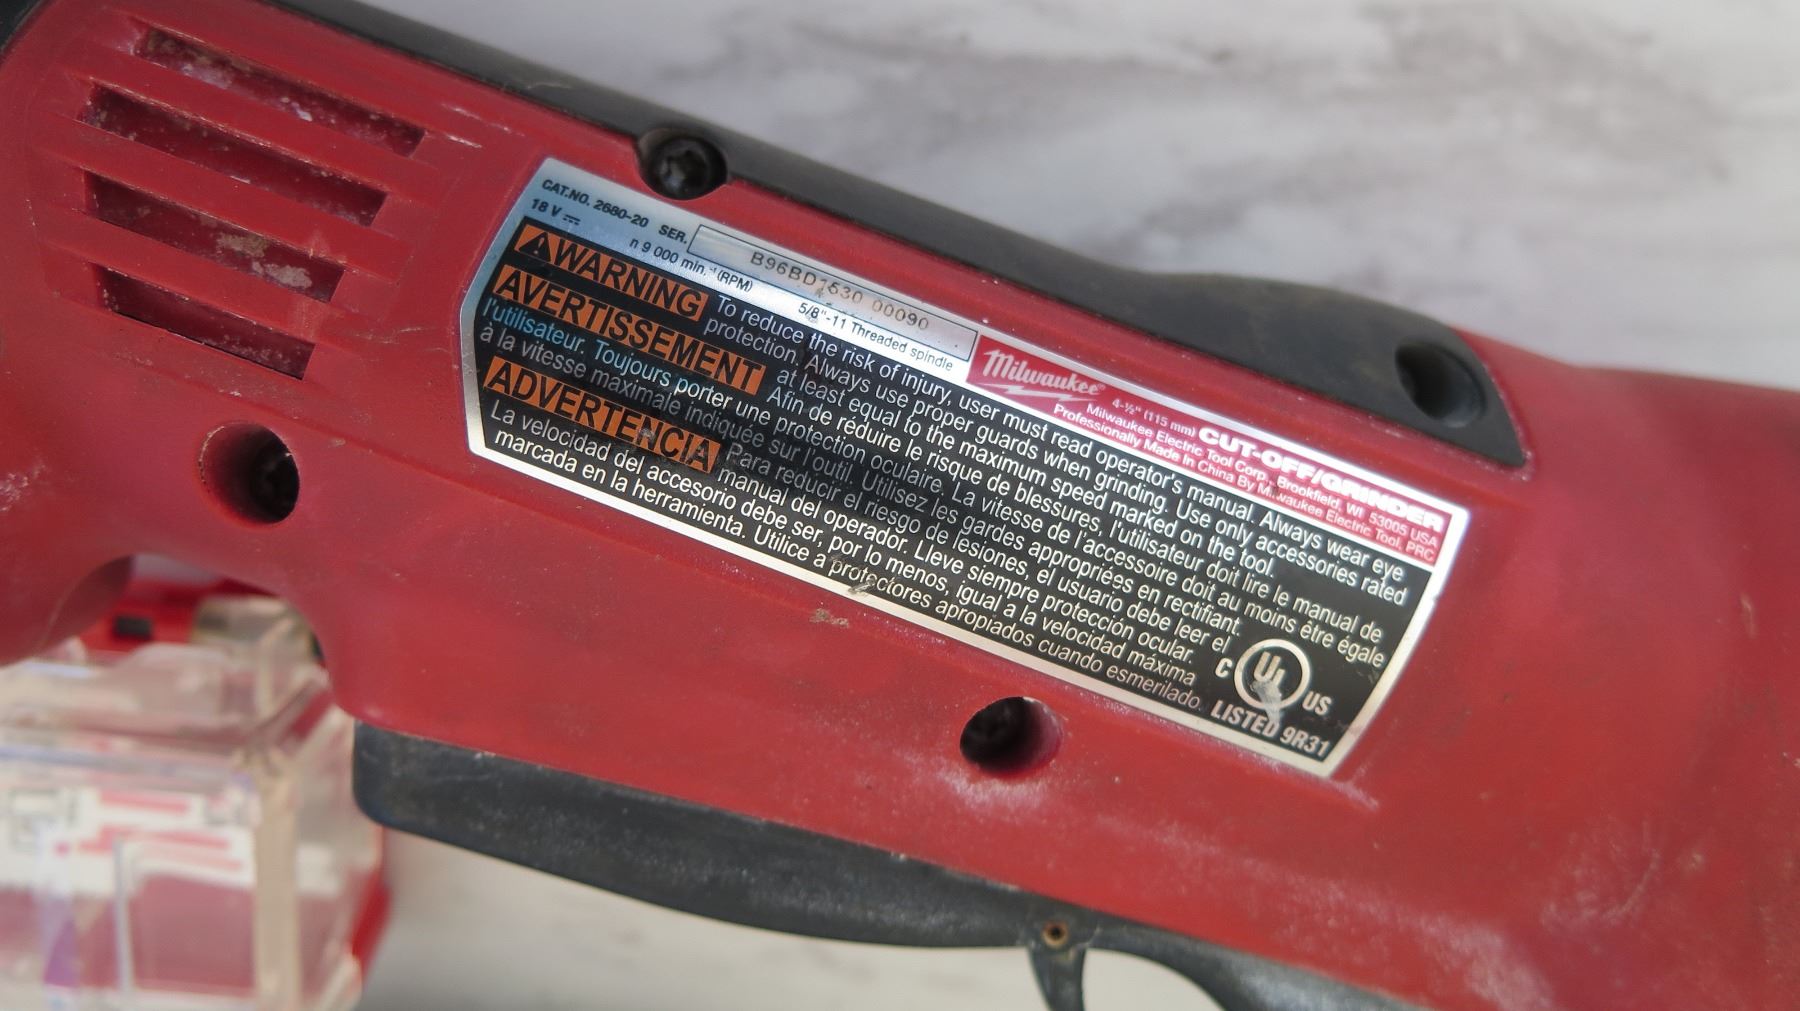 CAT.NO. 2680-20 SER. B96BD1530 00090
18 V n 9 000 min.⁻¹(RPM) 5/8"-11 Threaded spindle
Milwaukee® 4-½" (115 mm) CUT-OFF/GRINDER
Milwaukee Electric Tool Corp., Brookfield, WI 53005 USA
Professionally Made In China By Milwaukee Electric Tool, PRC
WARNING To reduce the risk of injury, user must read operator's manual. Always wear eye
protection. Always use proper guards when grinding. Use only accessories rated
at least equal to the maximum speed marked on the tool.
AVERTISSEMENT Afin de réduire le risque de blessures, l'utilisateur doit lire le manuel de
l'utilisateur. Toujours porter une protection oculaire. La vitesse de l'accessoire doit au moins être égale
à la vitesse maximale indiquée sur l'outil. Utilisez les gardes appropriées en rectifiant.
ADVERTENCIA Para reducir el riesgo de lesiones, el usuario debe leer el
manual del operador. Lleve siempre protección ocular.
La velocidad del accesorio debe ser, por lo menos, igual a la velocidad máxima
marcada en la herramienta. Utilice a protectores apropiados cuando esmerilado.
C UL US
LISTED 9R31